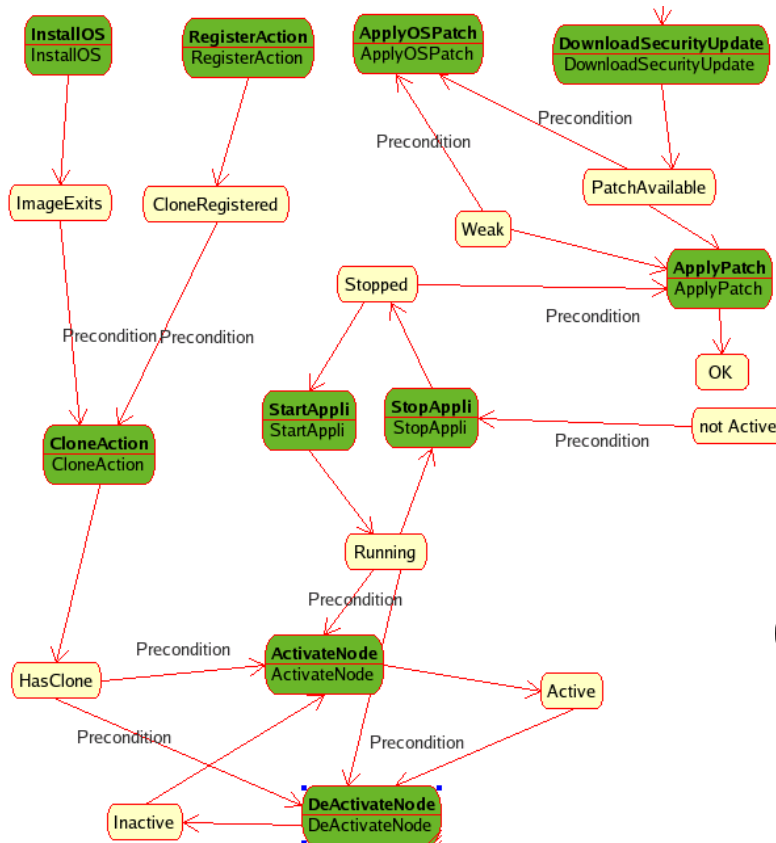 InstallOS
InstallOS
RegisterAction
RegisterAction
ApplyOSPatch
ApplyOSPatch
DownloadSecurityUpdate
DownloadSecurityUpdate
Precondition
Precondition
ImageExits
CloneRegistered
PatchAvailable
Weak
ApplyPatch
ApplyPatch
Stopped
Precondition
Precondition
Precondition
OK
StartAppli
StartAppli
StopAppli
StopAppli
not Active
Precondition
CloneAction
CloneAction
Running
Precondition
ActivateNode
ActivateNode
Precondition
HasClone
Active
Precondition
Precondition
DeActivateNode
DeActivateNode
Inactive